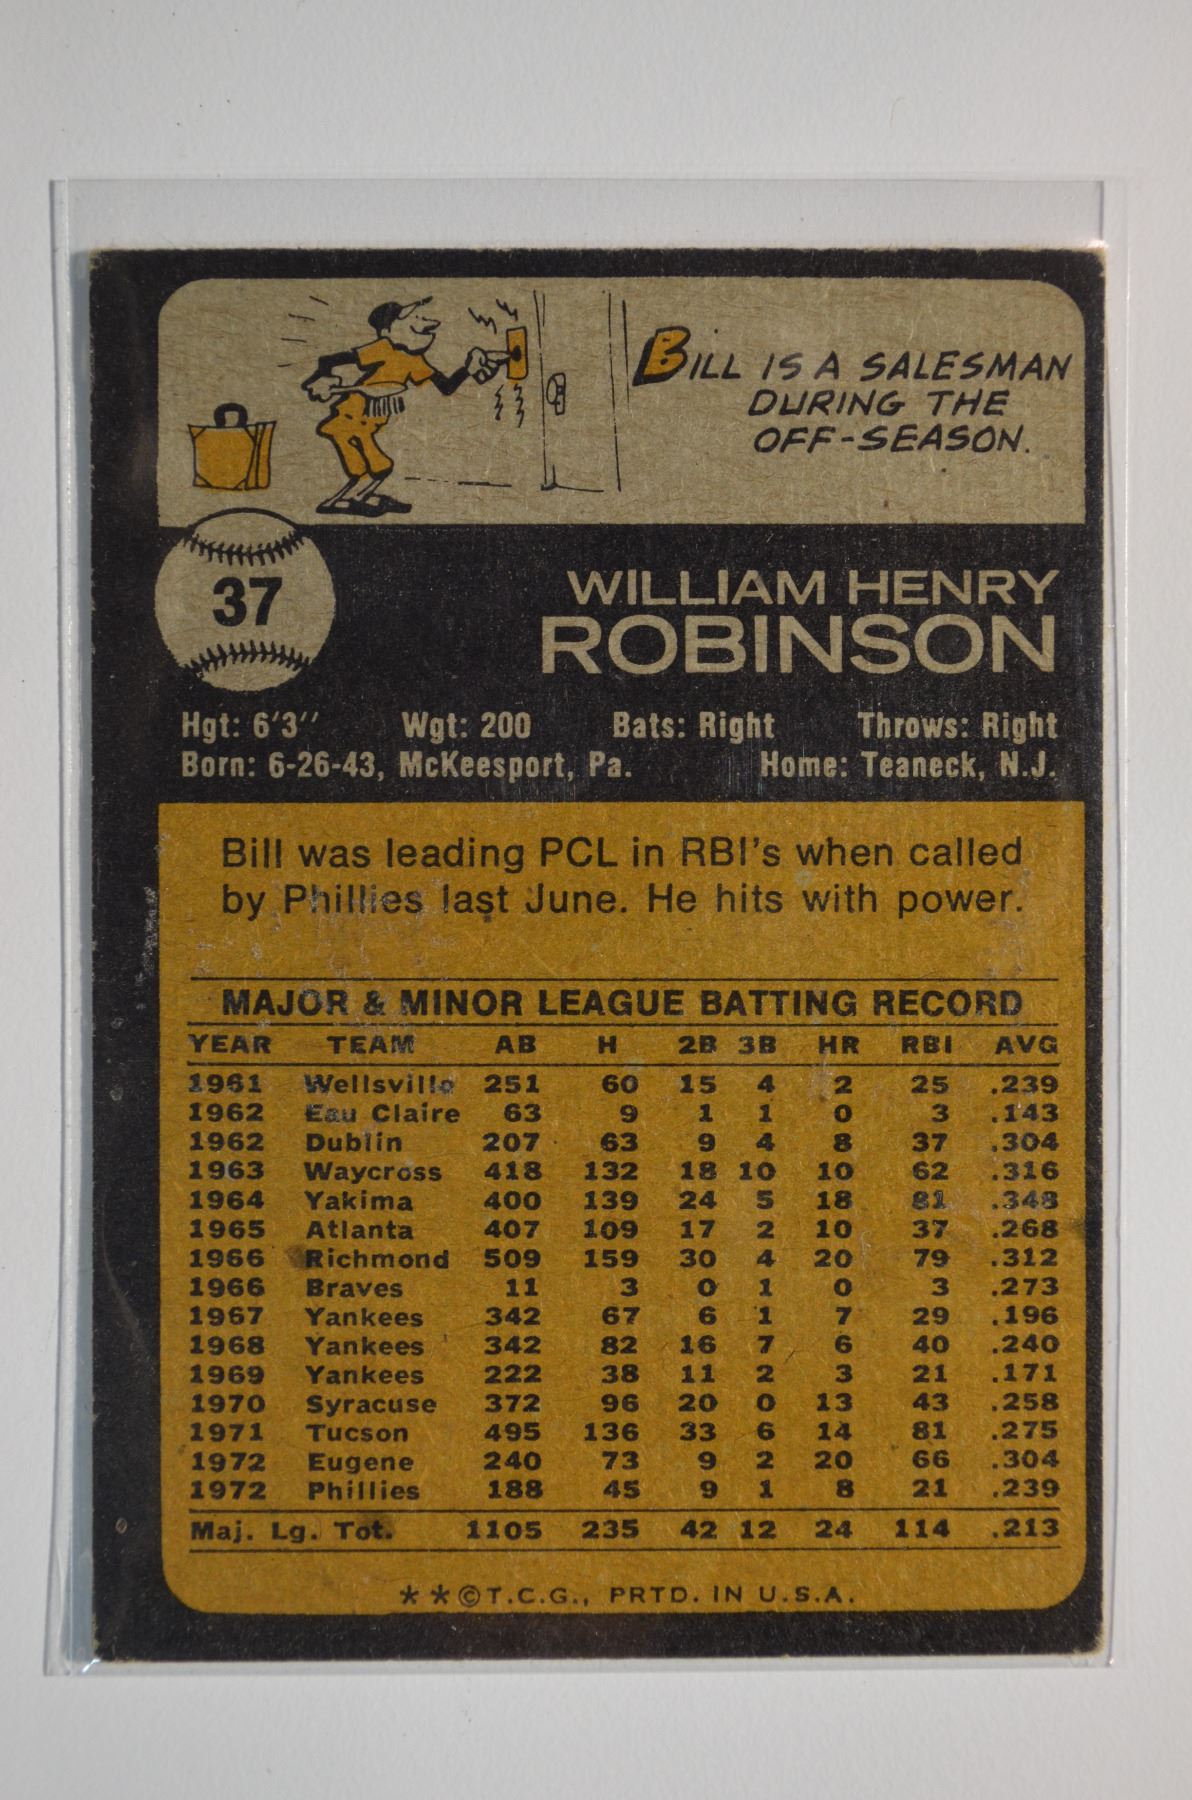 BILL IS A SALESMAN
DURING THE
OFF-SEASON.
37
WILLIAM HENRY
ROBINSON
Hgt: 6'3'' Wgt: 200 Bats: Right Throws: Right
Born: 6-26-43, McKeesport, Pa. Home: Teaneck, N.J.
Bill was leading PCL in RBI's when called
by Phillies last June. He hits with power.
MAJOR & MINOR LEAGUE BATTING RECORD
YEAR TEAM AB H 2B 3B HR RBI AVG
1961 Wellsville 251 60 15 4 2 25 .239
1962 Eau Claire 63 9 1 1 0 3 .143
1962 Dublin 207 63 9 4 8 37 .304
1963 Waycross 418 132 18 10 10 62 .316
1964 Yakima 400 139 24 5 18 81 .348
1965 Atlanta 407 109 17 2 10 37 .268
1966 Richmond 509 159 30 4 20 79 .312
1966 Braves 11 3 0 1 0 3 .273
1967 Yankees 342 67 6 1 7 29 .196
1968 Yankees 342 82 16 7 6 40 .240
1969 Yankees 222 38 11 2 3 21 .171
1970 Syracuse 372 96 20 0 13 43 .258
1971 Tucson 495 136 33 6 14 81 .275
1972 Eugene 240 73 9 2 20 66 .304
1972 Phillies 188 45 9 1 8 21 .239
Maj. Lg. Tot. 1105 235 42 12 24 114 .213
**©T.C.G., PRTD. IN U.S.A.